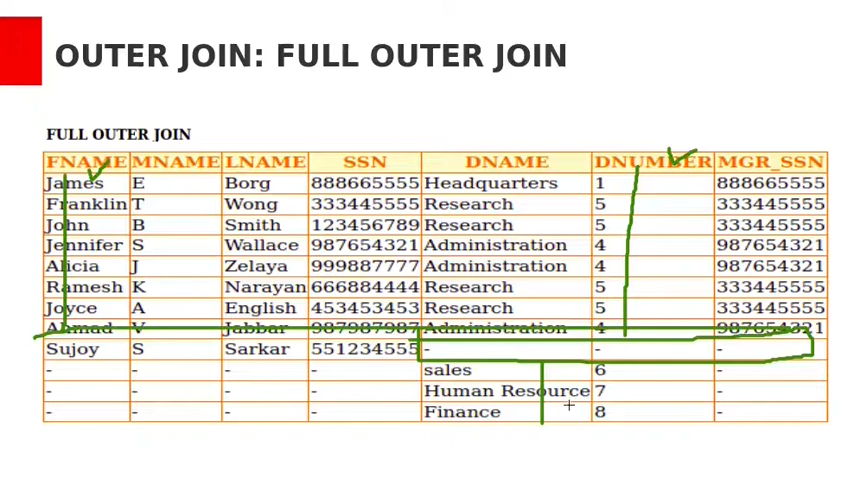 OUTER JOIN: FULL OUTER JOIN
FULL OUTER JOIN
FNAME MNAME LNAME SSN DNAME DNUMBER MGR_SSN
James E Borg 888665555 Headquarters 1 888665555
Franklin T Wong 333445555 Research 5 333445555
John B Smith 123456789 Research 5 333445555
Jennifer S Wallace 987654321 Administration 4 987654321
Alicia J Zelaya 999887777 Administration 4 987654321
Ramesh K Narayan 666884444 Research 5 333445555
Joyce A English 453453453 Research 5 333445555
Ahmad V Jabbar 987987987 Administration 4 987654321
Sujoy S Sarkar 551234555 - - -
- - - - sales 6 -
- - - - Human Resource 7 -
- - - - Finance 8 -